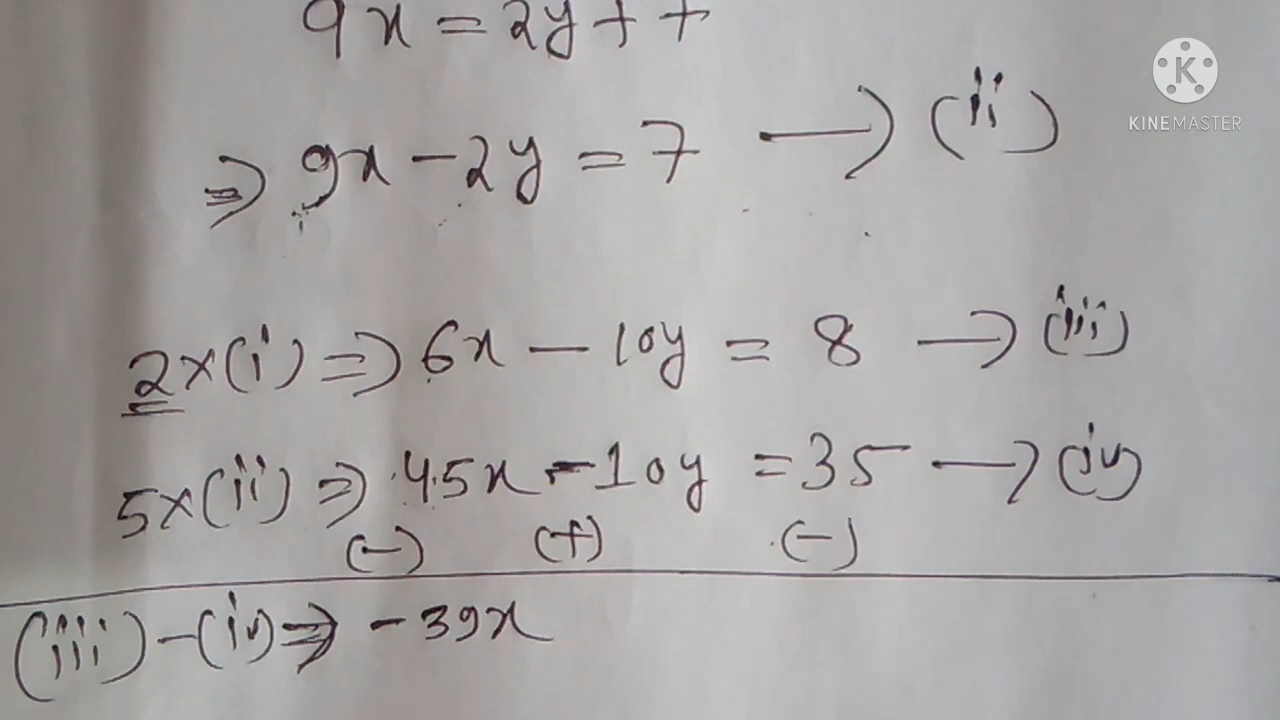 9x = 2y + 7
⇒ 9x - 2y = 7 → (ii)
KINEMASTER
2×(i) ⇒ 6x - 10y = 8 → (iii)
5×(ii) ⇒ 45x - 10y = 35 → (iv)
(-) (+) (-)
(iii) - (iv) ⇒ -39x